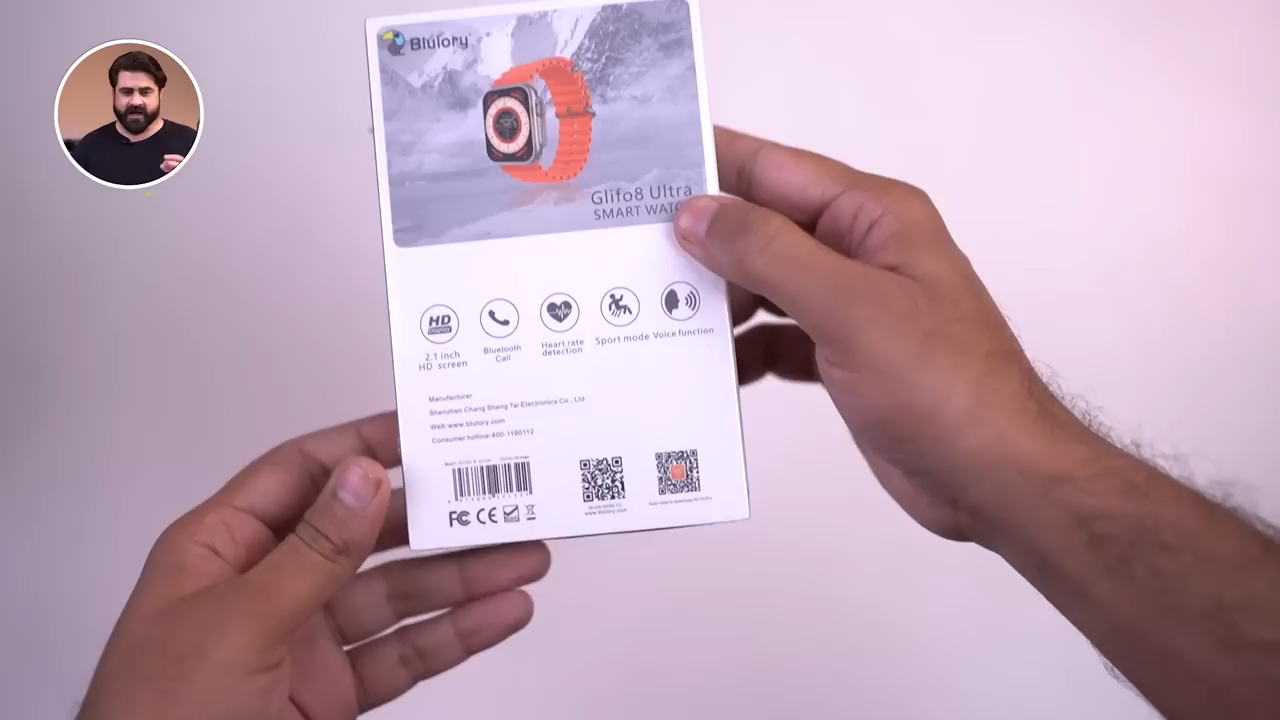 Blulory
Glifo8 Ultra
SMART WATC
HD
Display
2.1 inch
HD screen
Bluetooth
Call
Heart rate
detection
Sport mode
Voice function
Manufacturer
Shenzhen Chang Sheng Tai Electronics Co., Ltd
Web:www.blulory.com
Consumer hotline:400-1160112
FC CE
www.blulory.com